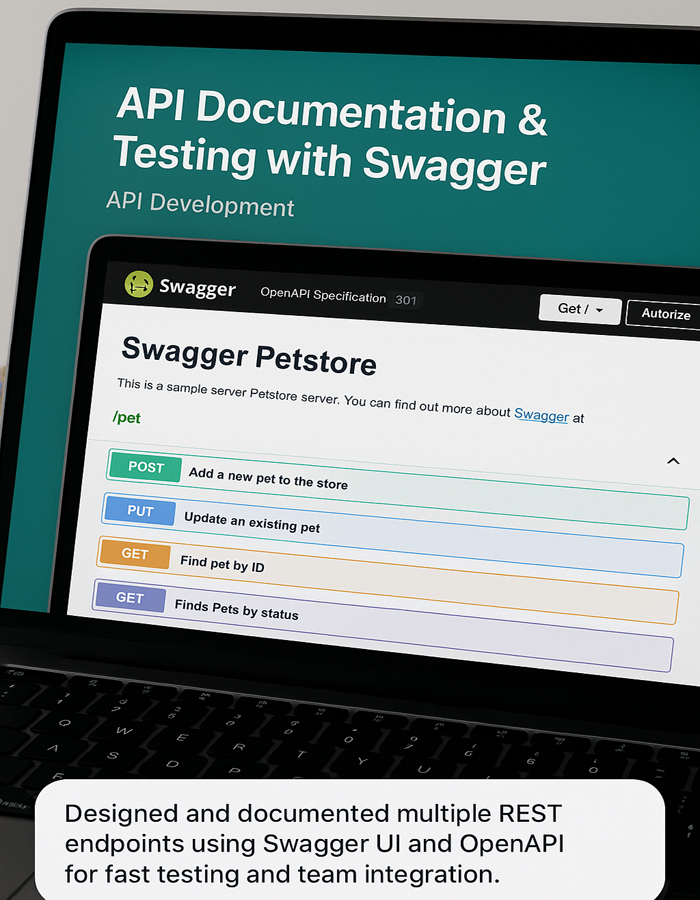 API Documentation &
Testing with Swagger
API Development
Swagger
OpenAPI Specification 301
Get /
Autorize
Swagger Petstore
This is a sample server Petstore server. You can find out more about Swagger at
/pet
POST Add a new pet to the store
PUT Update an existing pet
GET Find pet by ID
GET Finds Pets by status
Q W E R T Y U
A S D
Designed and documented multiple REST
endpoints using Swagger UI and OpenAPI
for fast testing and team integration.